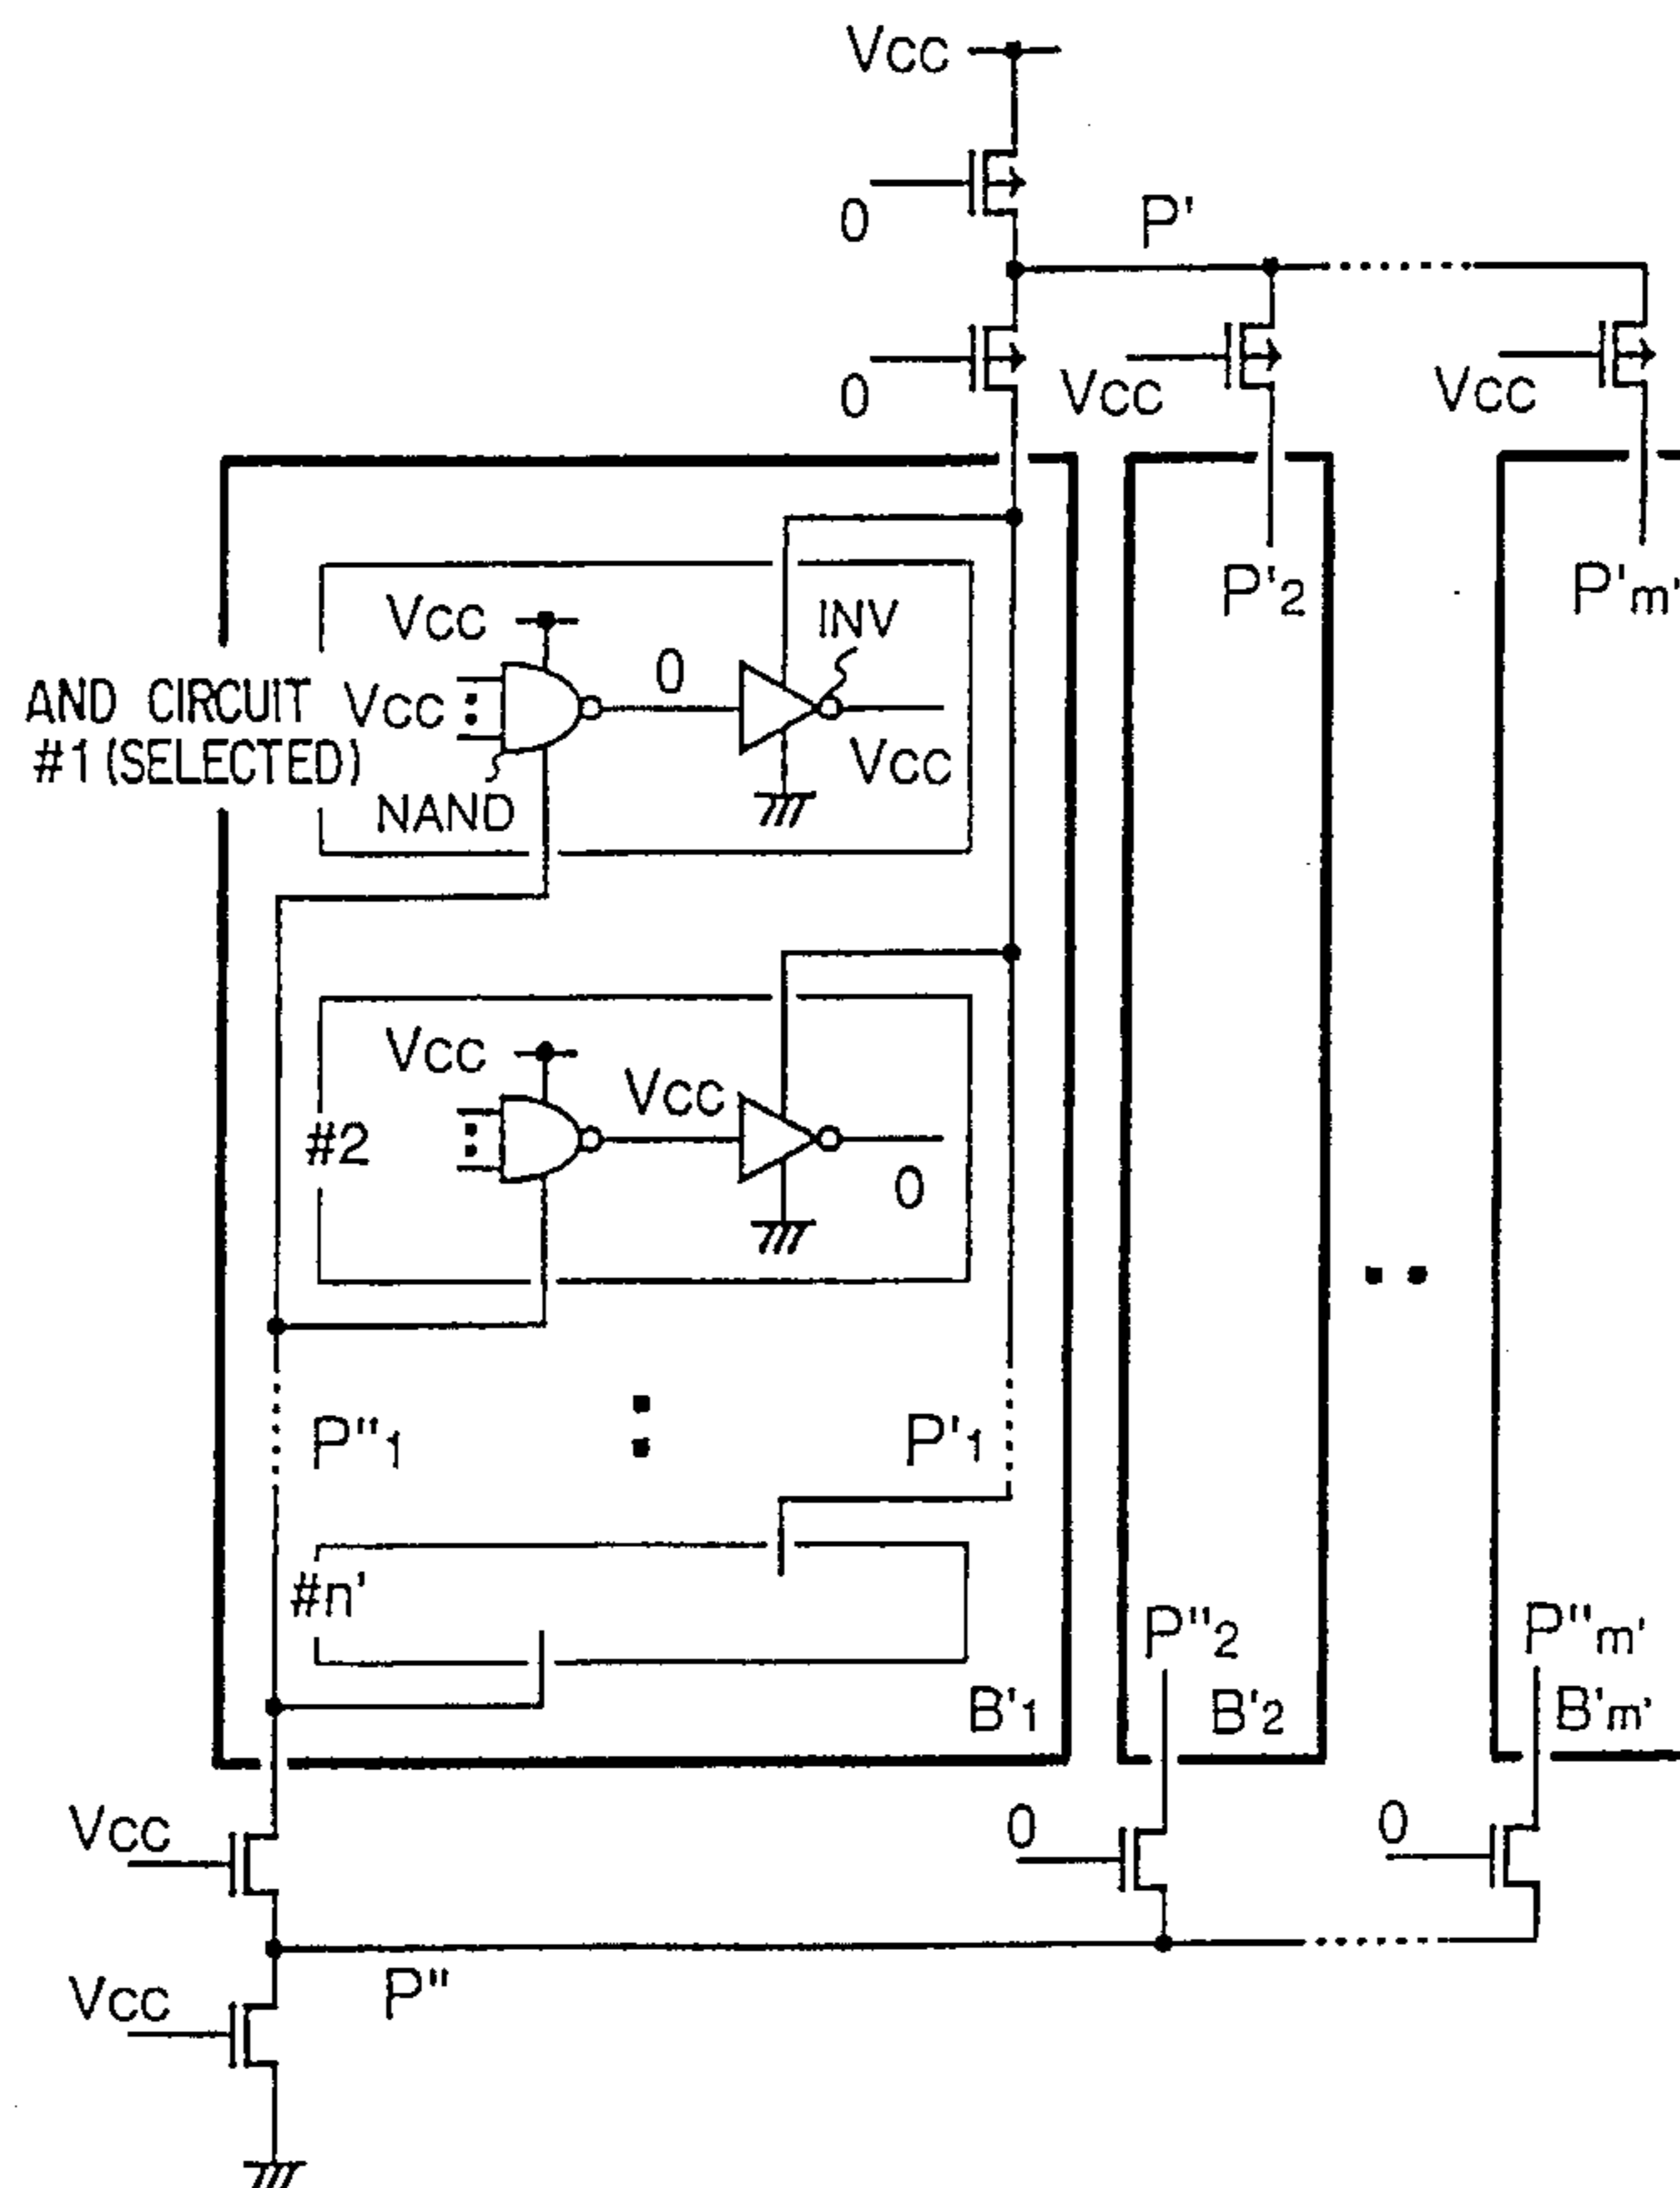 VCC
0
P'
0
VCC
VCC
P'2
P'm'
VCC
INV
0
AND CIRCUIT
#1 (SELECTED)
VCC
VCC
NAND
VCC
VCC
#2
0
P"1
P'1
#n'
P"2
P"m'
B'1
B'2
B'm'
VCC
0
0
P"
VCC